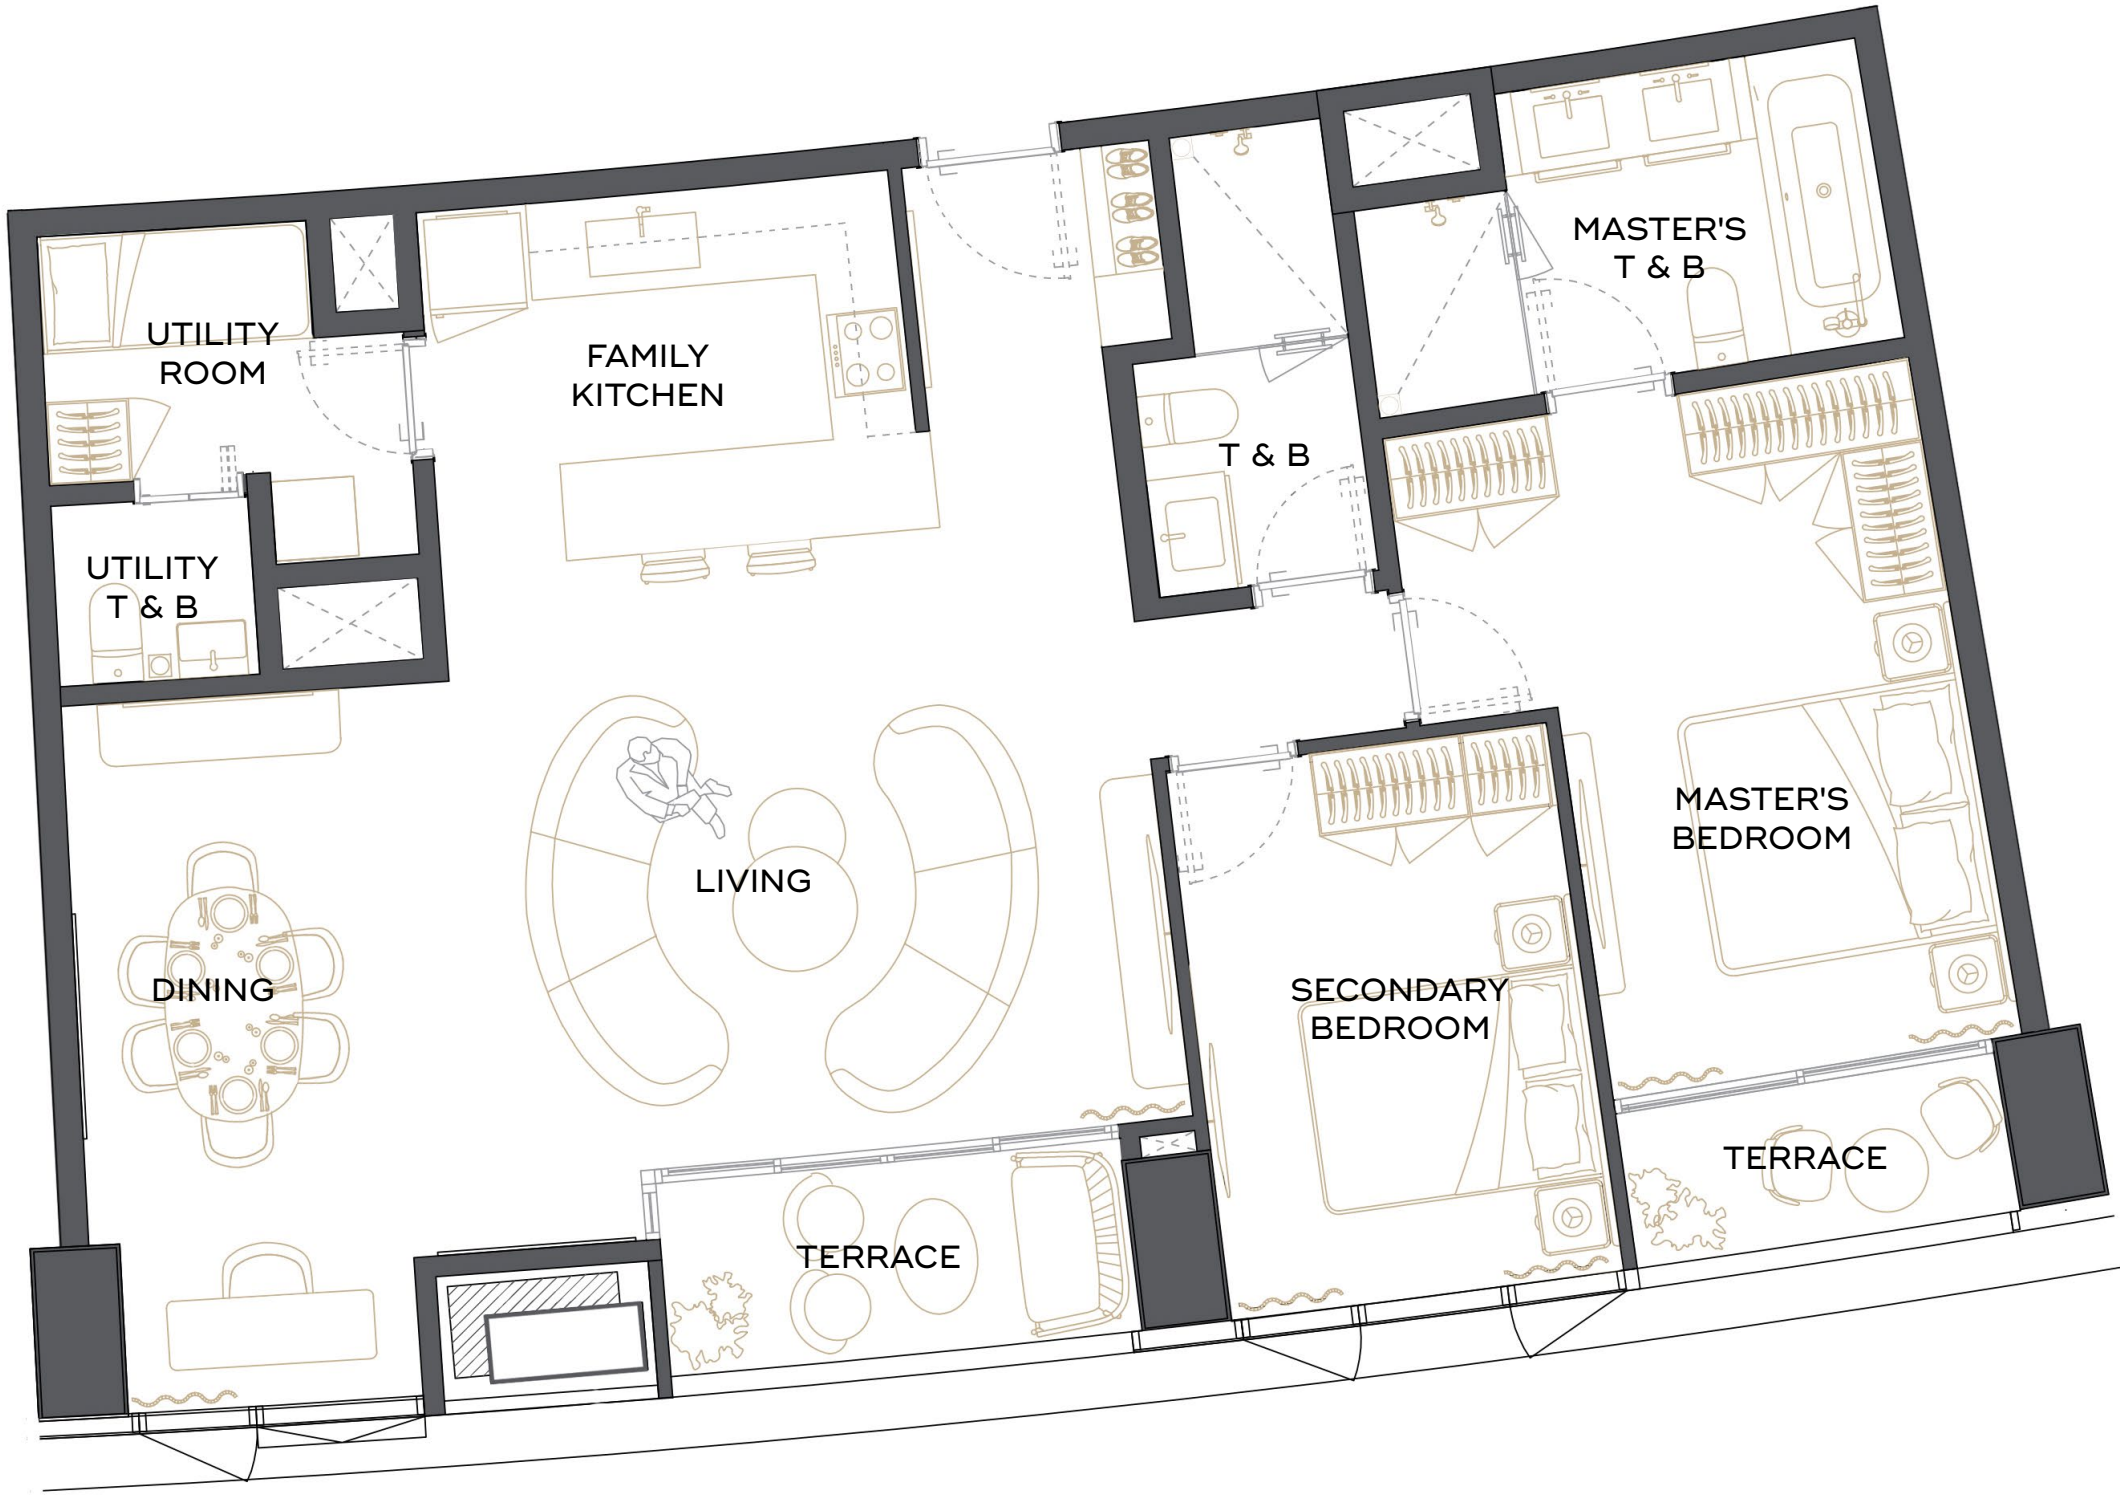 MASTER'S
T & B
UTILITY
ROOM
FAMILY
KITCHEN
T & B
UTILITY
T & B
MASTER'S
BEDROOM
LIVING
DINING
SECONDARY
BEDROOM
TERRACE
TERRACE